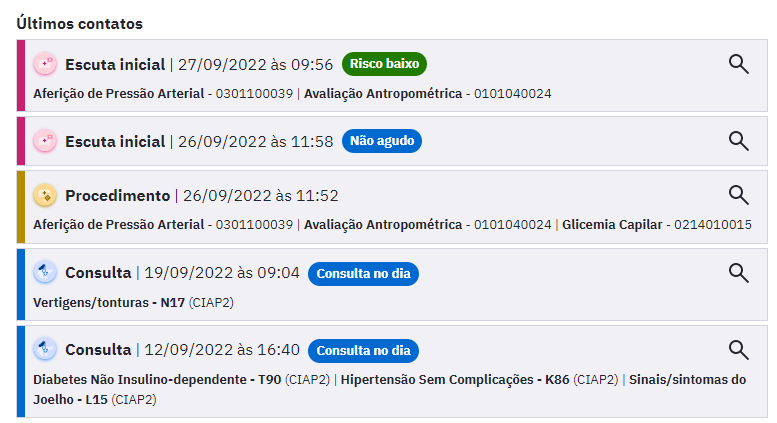 Últimos contatos
Escuta inicial | 27/09/2022 às 09:56 Risco baixo
Aferição de Pressão Arterial - 0301100039 | Avaliação Antropométrica - 0101040024
Escuta inicial | 26/09/2022 às 11:58 Não agudo
Procedimento | 26/09/2022 às 11:52
Aferição de Pressão Arterial - 0301100039 | Avaliação Antropométrica - 0101040024 | Glicemia Capilar - 0214010015
Consulta | 19/09/2022 às 09:04 Consulta no dia
Vertigens/tonturas - N17 (CIAP2)
Consulta | 12/09/2022 às 16:40 Consulta no dia
Diabetes Não Insulino-dependente - T90 (CIAP2) | Hipertensão Sem Complicações - K86 (CIAP2) | Sinais/sintomas do
Joelho - L15 (CIAP2)